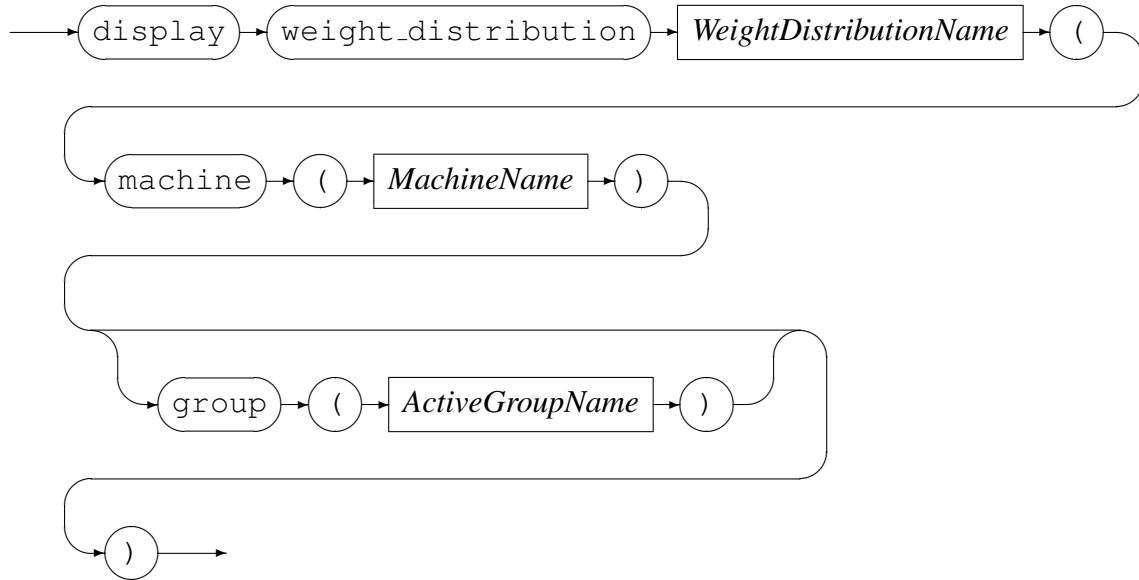 display weight_distribution WeightDistributionName (
machine ( MachineName )
group ( ActiveGroupName )
)